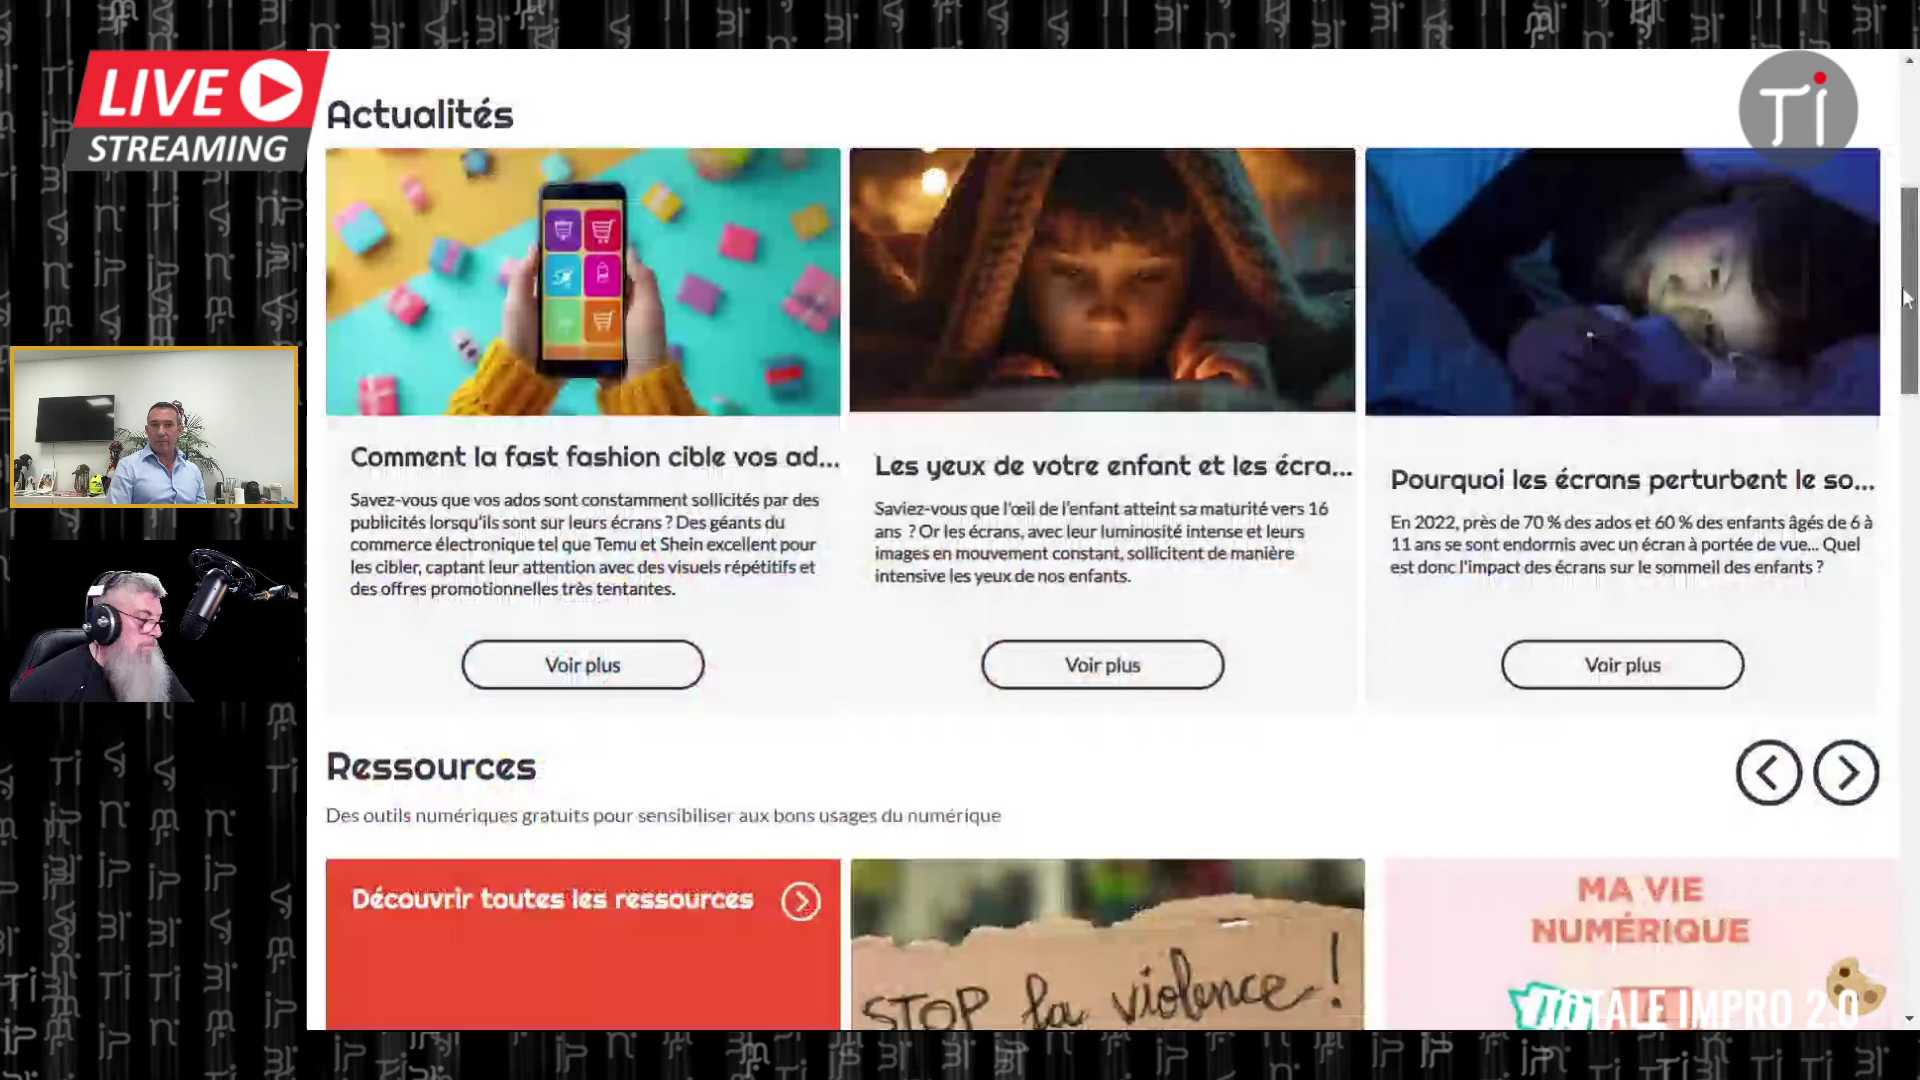 LIVE
STREAMING
Ti
Actualités
Comment la fast fashion cible vos ad...
Savez-vous que vos ados sont constamment sollicités par des
publicités lorsqu'ils sont sur leurs écrans ? Des géants du
commerce électronique tel que Temu et Shein excellent pour
les cibler, captant leur attention avec des visuels répétitifs et
des offres promotionnelles très tentantes.
Voir plus
Les yeux de votre enfant et les écra...
Saviez-vous que l'œil de l'enfant atteint sa maturité vers 16
ans ? Or les écrans, avec leur luminosité intense et leurs
images en mouvement constant, sollicitent de manière
intensive les yeux de nos enfants.
Voir plus
Pourquoi les écrans perturbent le so...
En 2022, près de 70 % des ados et 60 % des enfants âgés de 6 à
11 ans se sont endormis avec un écran à portée de vue... Quel
est donc l'impact des écrans sur le sommeil des enfants ?
Voir plus
Ressources
Des outils numériques gratuits pour sensibiliser aux bons usages du numérique
Découvrir toutes les ressources
STOP la violence !
MA VIE
NUMÉRIQUE
TOTALE IMPRO 2.0